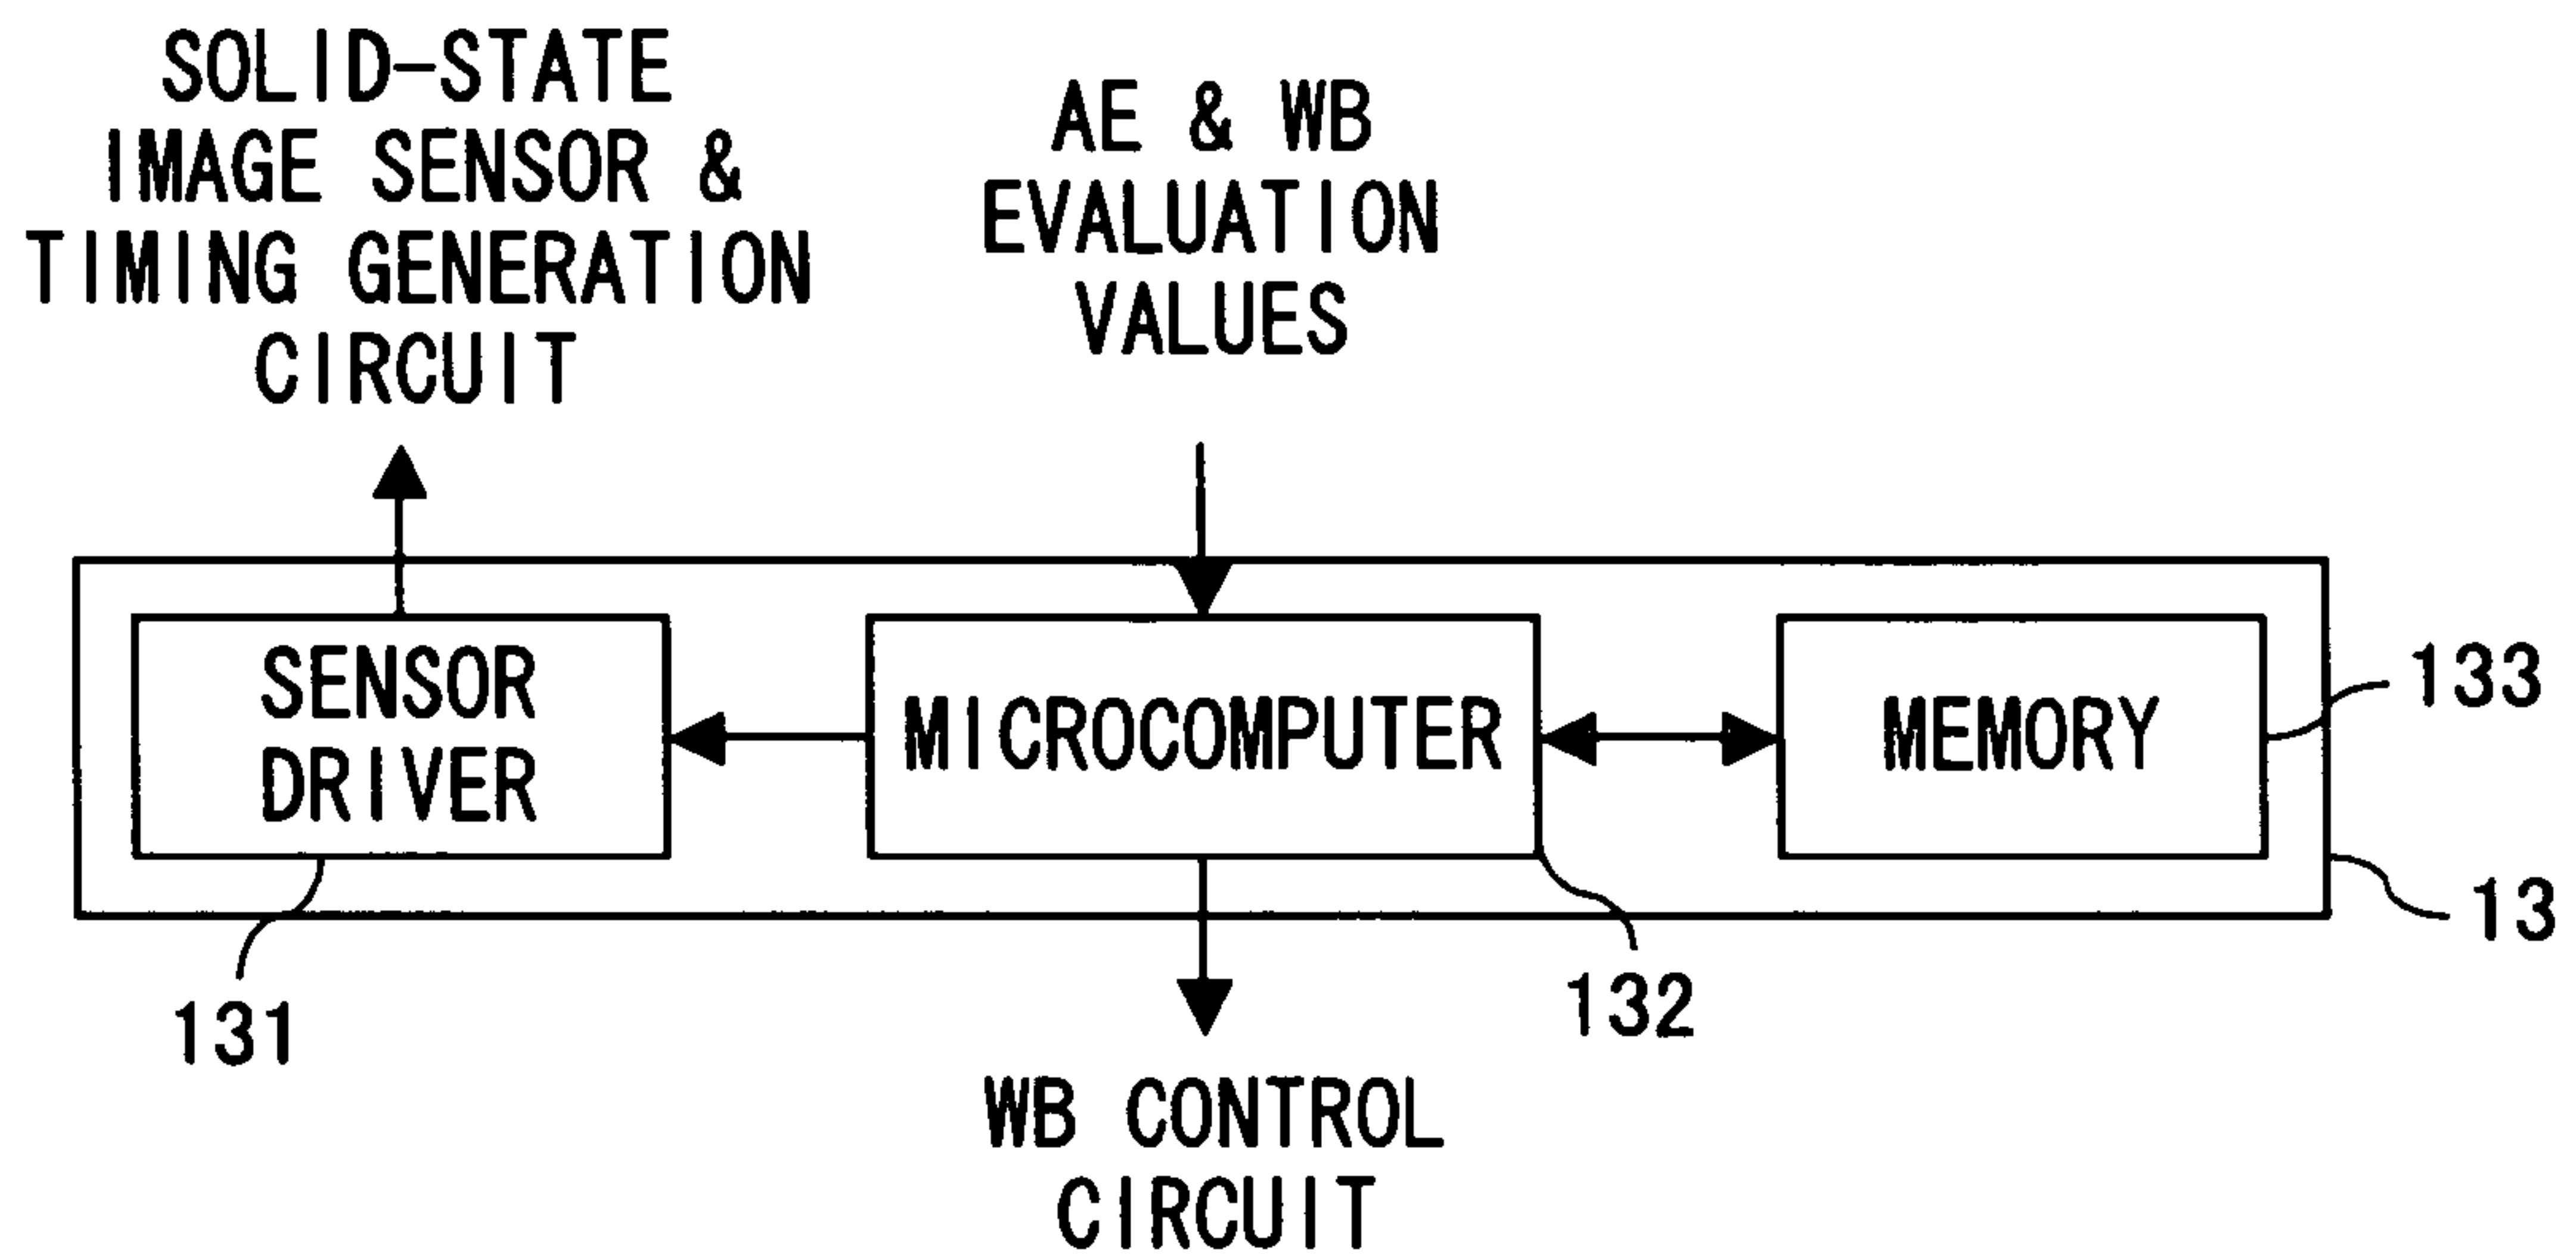 SOLID-STATE
IMAGE SENSOR &
TIMING GENERATION
CIRCUIT
AE & WB
EVALUATION
VALUES
SENSOR
DRIVER
MICROCOMPUTER
MEMORY
133
13
131
132
WB CONTROL
CIRCUIT